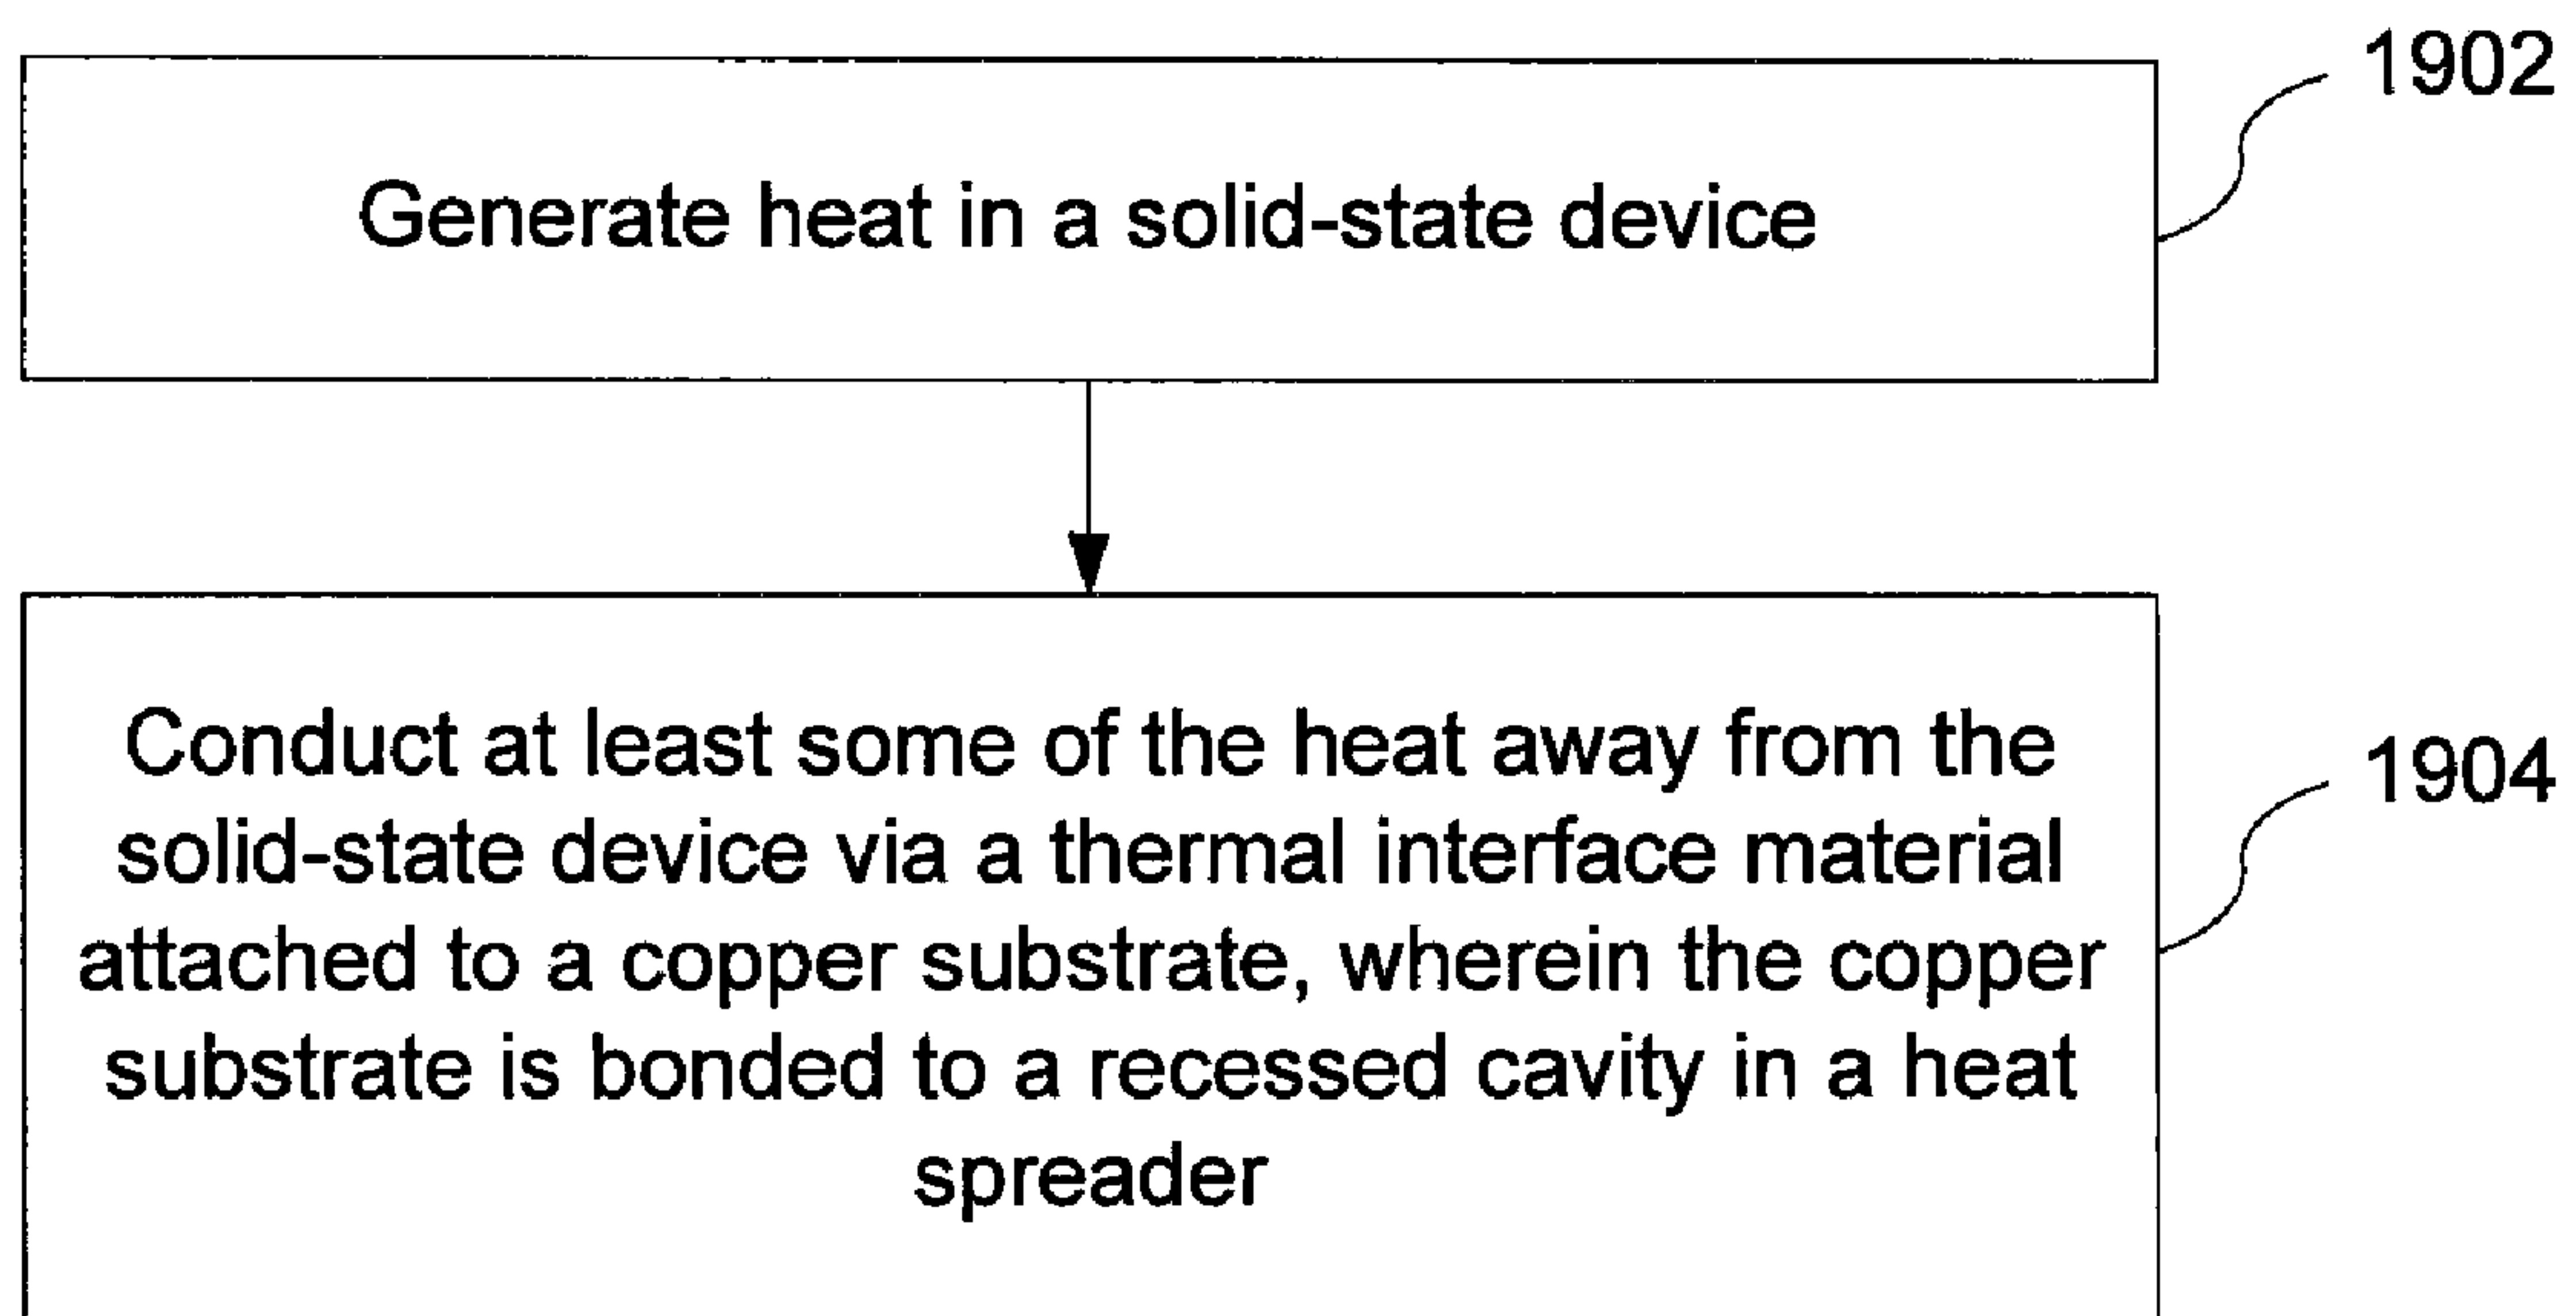 1902
Generate heat in a solid-state device
Conduct at least some of the heat away from the
solid-state device via a thermal interface material
attached to a copper substrate, wherein the copper
substrate is bonded to a recessed cavity in a heat
spreader
1904